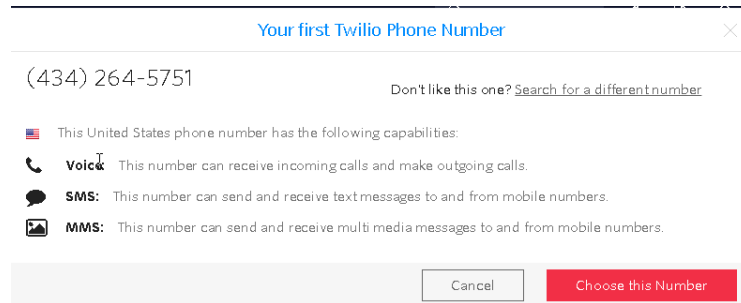 Your first Twilio Phone Number
(434) 264-5751
Don't like this one? Search for a different number
This United States phone number has the following capabilities:
Voice This number can receive incoming calls and make outgoing calls.
SMS: This number can send and receive text messages to and from mobile numbers.
MMS: This number can send and receive multi media messages to and from mobile numbers.
Cancel
Choose this Number